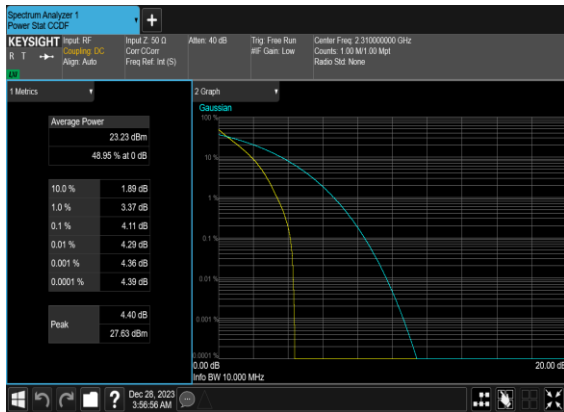 Spectrum Analyzer 1
Power Stat CCDF
+
KEYSIGHT
R T
LXI
Input: RF
Coupling: DC
Align: Auto
Input Z: 50 Ω
Corr CCorr
Freq Ref: Int (S)
Atten: 40 dB
Trig: Free Run
#IF Gain: Low
Center Freq: 2.310000000 GHz
Counts: 1.00 M/1.00 Mpt
Radio Std: None
1 Metrics
Average Power
23.23 dBm
48.95 % at 0 dB
10.0 % 1.89 dB
1.0 % 3.37 dB
0.1 % 4.11 dB
0.01 % 4.29 dB
0.001 % 4.36 dB
0.0001 % 4.39 dB
Peak
4.40 dB
27.63 dBm
2 Graph
Gaussian
100 %
10 %
1 %
0.1 %
0.01 %
0.001 %
0.0001 %
0.00 dB
20.00 dB
Info BW 10.000 MHz
?
Dec 28, 2023
3:56:56 AM